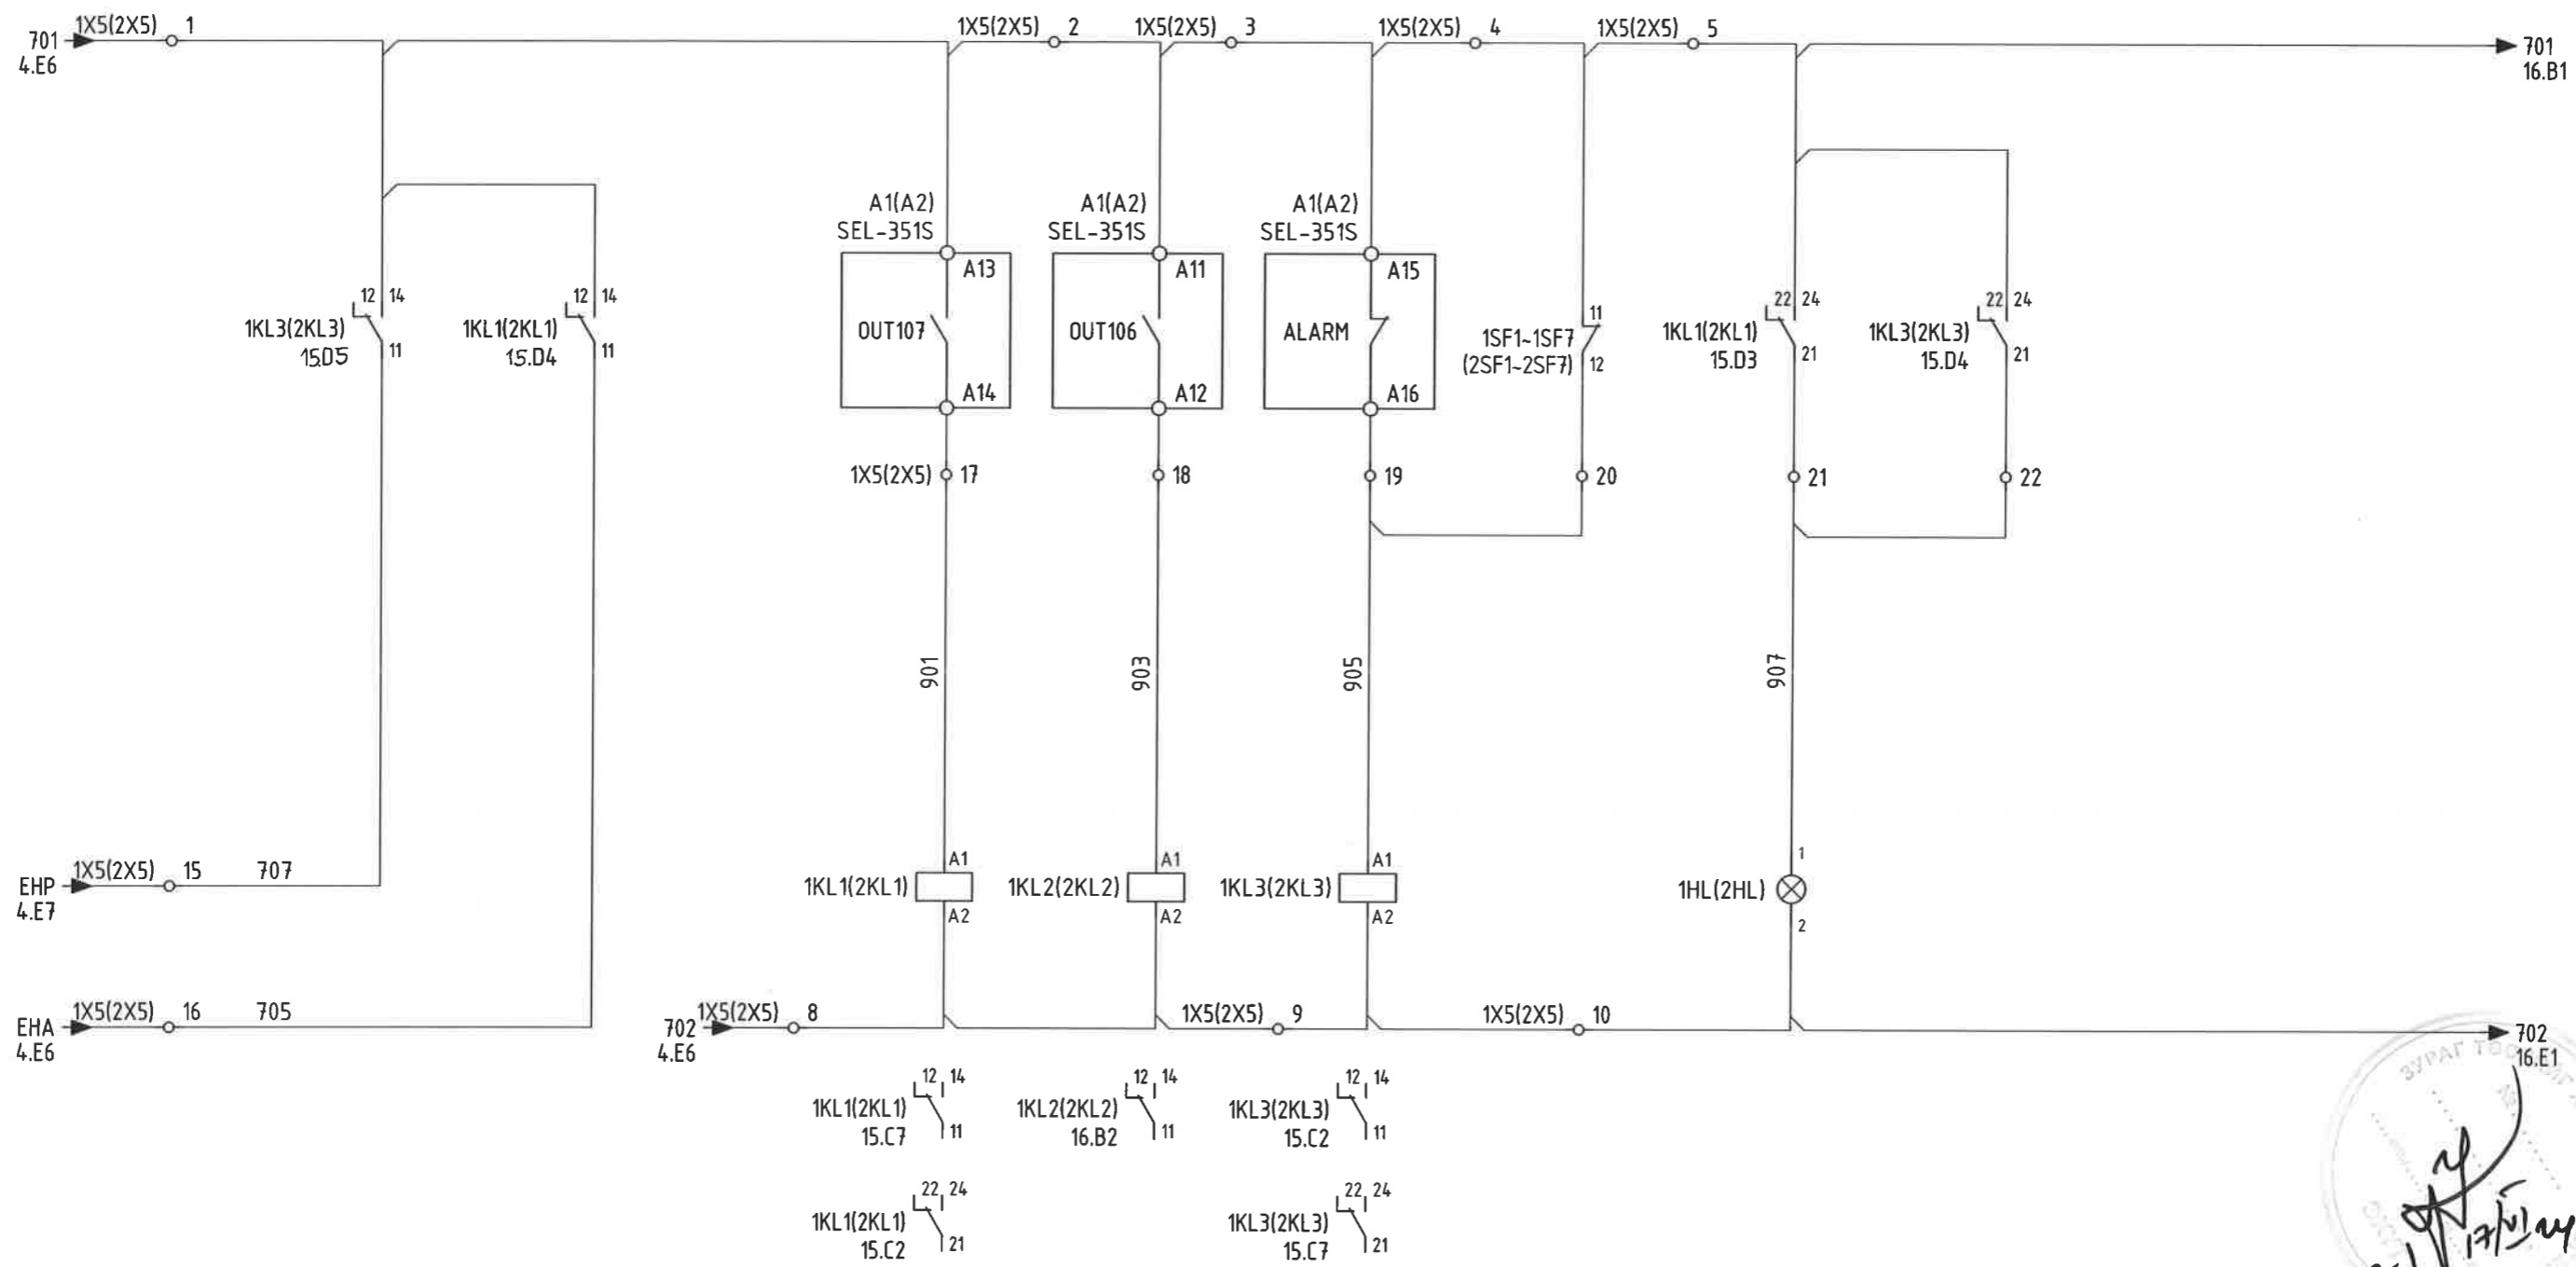 701
4.E6
1X5(2X5) 1
1X5(2X5) 2
1X5(2X5) 3
1X5(2X5) 4
1X5(2X5) 5
701
16.B1
A1(A2)
SEL-351S
A13
OUT107
A14
A1(A2)
SEL-351S
A11
OUT106
A12
A1(A2)
SEL-351S
A15
ALARM
A16
12 14
1KL3(2KL3)
15.D5
11
12 14
1KL1(2KL1)
15.D4
11
11
1SF1~1SF7
(2SF1~2SF7)
12
22 24
1KL1(2KL1)
15.D3
21
22 24
1KL3(2KL3)
15.D4
21
1X5(2X5) 17
18
19
20
21
22
901
903
905
907
EHP
4.E7
1X5(2X5) 15 707
A1
1KL1(2KL1)
A2
A1
1KL2(2KL2)
A2
A1
1KL3(2KL3)
A2
1
1HL(2HL)
2
EHA
4.E6
1X5(2X5) 16 705
702
4.E6
1X5(2X5) 8
1X5(2X5) 9
1X5(2X5) 10
702
16.E1
12 14
1KL1(2KL1)
15.C7
11
12 14
1KL2(2KL2)
16.B2
11
12 14
1KL3(2KL3)
15.C2
11
22 24
1KL1(2KL1)
15.C2
21
22 24
1KL3(2KL3)
15.C7
21
ЗУРАГ